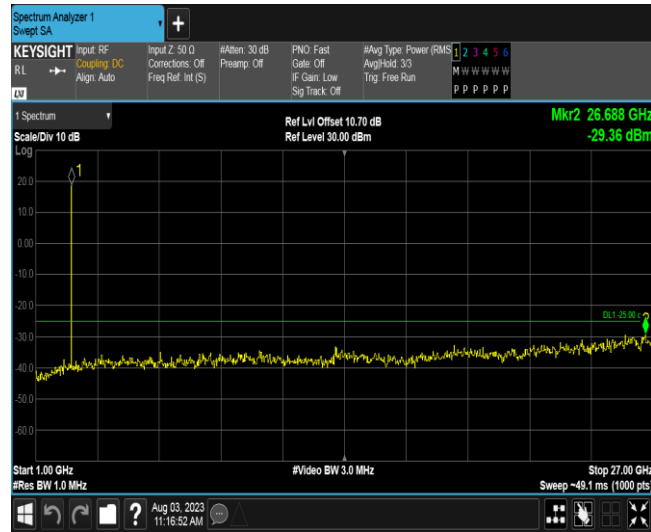 Spectrum Analyzer 1
Swept SA
+
KEYSIGHT Input: RF Input Z: 50 Ω #Atten: 30 dB PNO: Fast #Avg Type: Power (RMS 1 2 3 4 5 6
RL Coupling: DC Corrections: Off Preamp: Off Gate: Off Avg|Hold: 3/3 M W W W W W
Align: Auto Freq Ref: Int (S) IF Gain: Low Trig: Free Run
LXI Sig Track: Off P P P P P P
1 Spectrum Ref Lvl Offset 10.70 dB Mkr2 26.688 GHz
Scale/Div 10 dB Ref Level 30.00 dBm -29.36 dBm
Log
1
20.0
10.0
0.00
-10.0
-20.0
DL1 -25.00
-30.0
-40.0
-50.0
-60.0
Start 1.00 GHz #Video BW 3.0 MHz Stop 27.00 GHz
#Res BW 1.0 MHz Sweep ~49.1 ms (1000 pts)
? Aug 03, 2023
11:16:52 AM